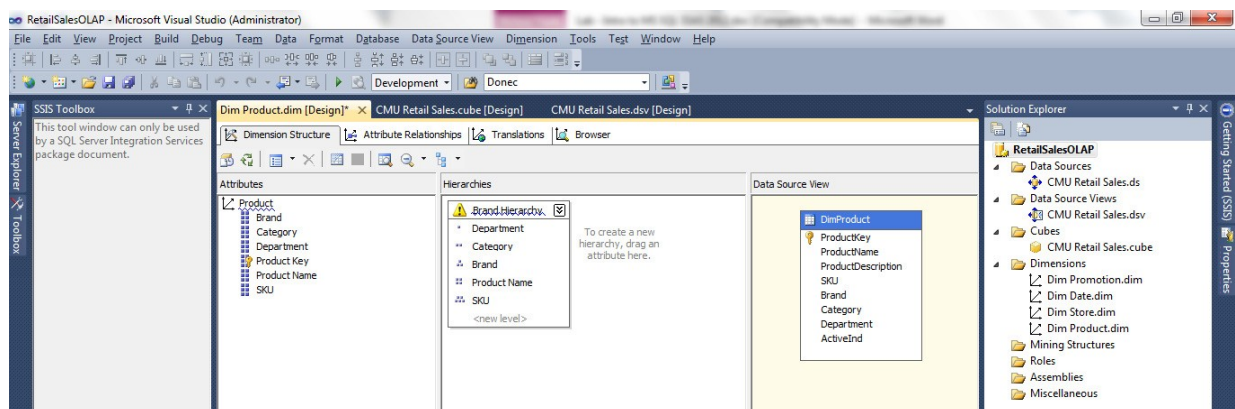 RetailSalesOLAP - Microsoft Visual Studio (Administrator)
File Edit View Project Build Debug Team Data Format Database Data Source View Dimension Tools Test Window Help
Development Donec
SSIS Toolbox
This tool window can only be used
by a SQL Server Integration Services
package document.
Server Explorer
Toolbox
Dim Product.dim [Design]* CMU Retail Sales.cube [Design] CMU Retail Sales.dsv [Design]
Dimension Structure Attribute Relationships Translations Browser
Attributes
Product
Brand
Category
Department
Product Key
Product Name
SKU
Hierarchies
Brand Hierarchy
Department
Category
Brand
Product Name
SKU
<new level>
To create a new
hierarchy, drag an
attribute here.
Data Source View
DimProduct
ProductKey
ProductName
ProductDescription
SKU
Brand
Category
Department
ActiveInd
Solution Explorer
RetailSalesOLAP
Data Sources
CMU Retail Sales.ds
Data Source Views
CMU Retail Sales.dsv
Cubes
CMU Retail Sales.cube
Dimensions
Dim Promotion.dim
Dim Date.dim
Dim Store.dim
Dim Product.dim
Mining Structures
Roles
Assemblies
Miscellaneous
Getting Started (SSIS)
Properties